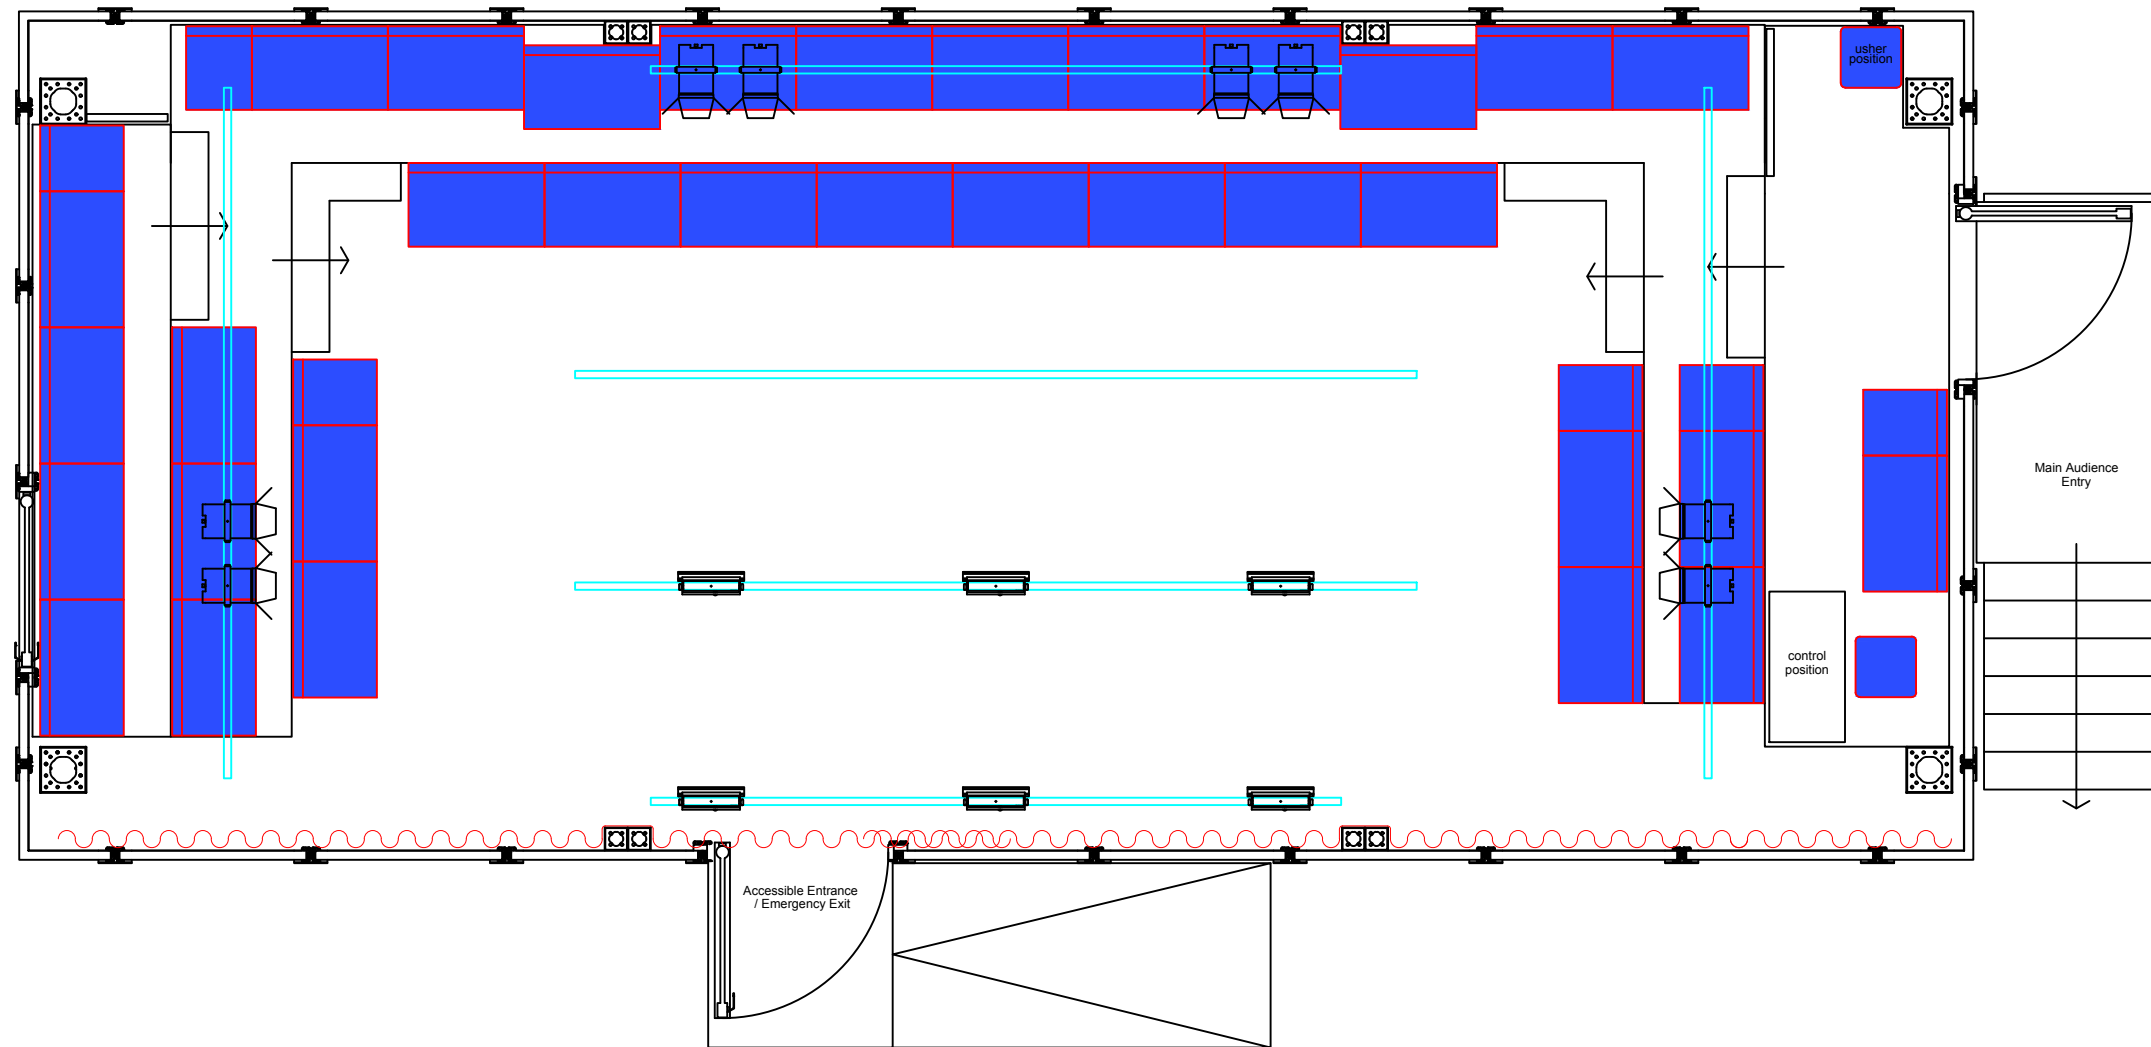 usher
position
Main Audience
Entry
control
position
Accessible Entrance
/ Emergency Exit